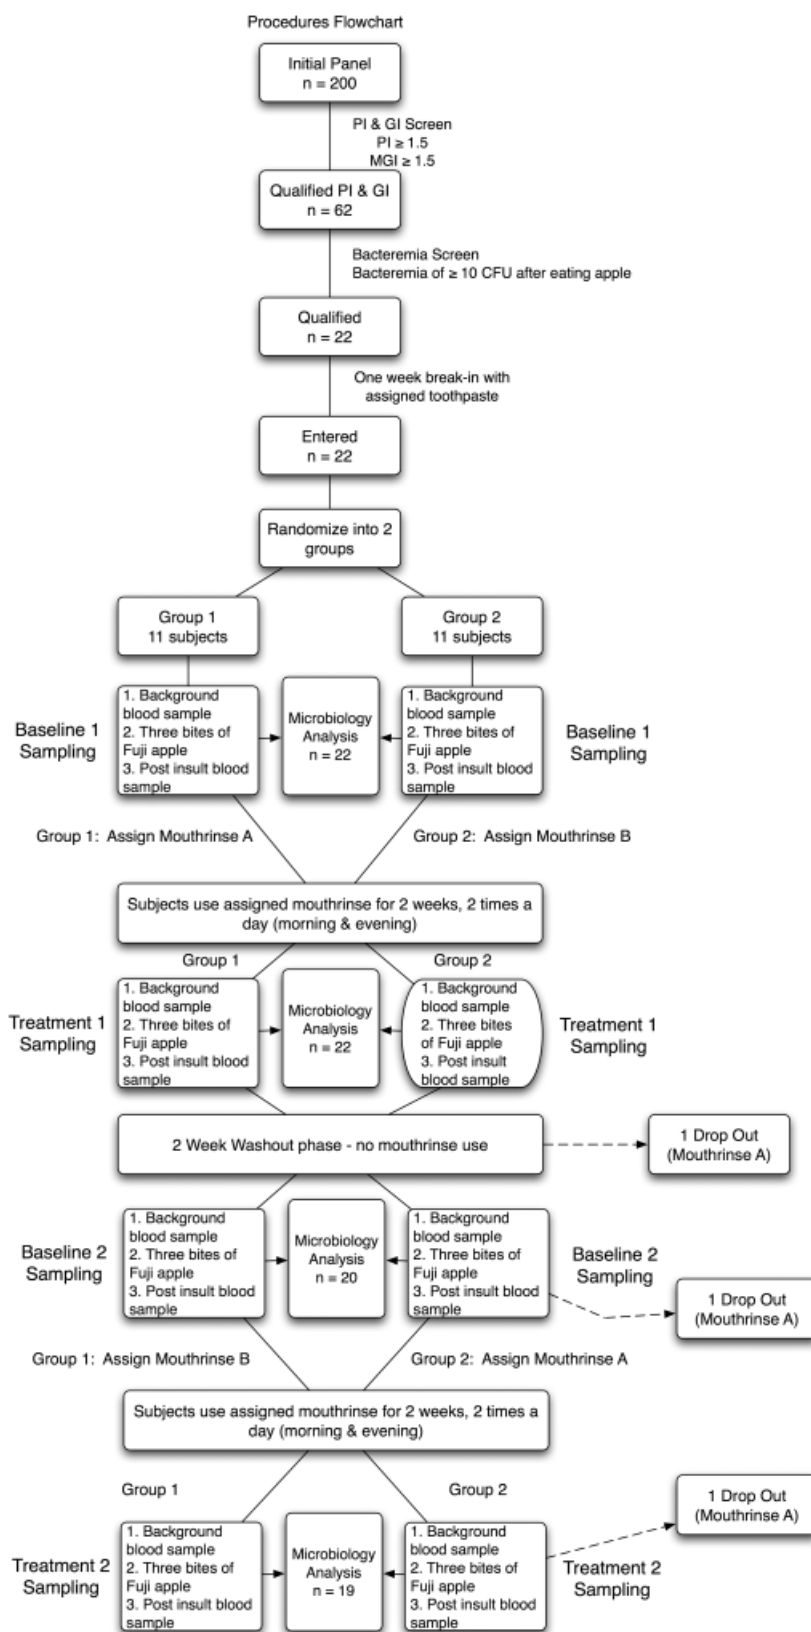 Procedures Flowchart
Initial Panel
n = 200
PI & GI Screen
PI ≥ 1.5
MGI ≥ 1.5
Qualified PI & GI
n = 62
Bacteremia Screen
Bacteremia of ≥ 10 CFU after eating apple
Qualified
n = 22
One week break-in with
assigned toothpaste
Entered
n = 22
Randomize into 2
groups
Group 1
11 subjects
Group 2
11 subjects
Baseline 1
Sampling
1. Background
blood sample
2. Three bites of
Fuji apple
3. Post insult blood
sample
Microbiology
Analysis
n = 22
1. Background
blood sample
2. Three bites of
Fuji apple
3. Post insult blood
sample
Baseline 1
Sampling
Group 1: Assign Mouthrinse A
Group 2: Assign Mouthrinse B
Subjects use assigned mouthrinse for 2 weeks, 2 times a
day (morning & evening)
Group 1
Group 2
Treatment 1
Sampling
1. Background
blood sample
2. Three bites of
Fuji apple
3. Post insult blood
sample
Microbiology
Analysis
n = 22
1. Background
blood sample
2. Three bites
of Fuji apple
3. Post insult
blood sample
Treatment 1
Sampling
2 Week Washout phase - no mouthrinse use
1 Drop Out
(Mouthrinse A)
Baseline 2
Sampling
1. Background
blood sample
2. Three bites of
Fuji apple
3. Post insult blood
sample
Microbiology
Analysis
n = 20
1. Background
blood sample
2. Three bites of
Fuji apple
3. Post insult blood
sample
Baseline 2
Sampling
1 Drop Out
(Mouthrinse A)
Group 1: Assign Mouthrinse B
Group 2: Assign Mouthrinse A
Subjects use assigned mouthrinse for 2 weeks, 2 times a
day (morning & evening)
Group 1
Group 2
1 Drop Out
(Mouthrinse A)
Treatment 2
Sampling
1. Background
blood sample
2. Three bites of
Fuji apple
3. Post insult blood
sample
Microbiology
Analysis
n = 19
1. Background
blood sample
2. Three bites of
Fuji apple
3. Post insult blood
sample
Treatment 2
Sampling